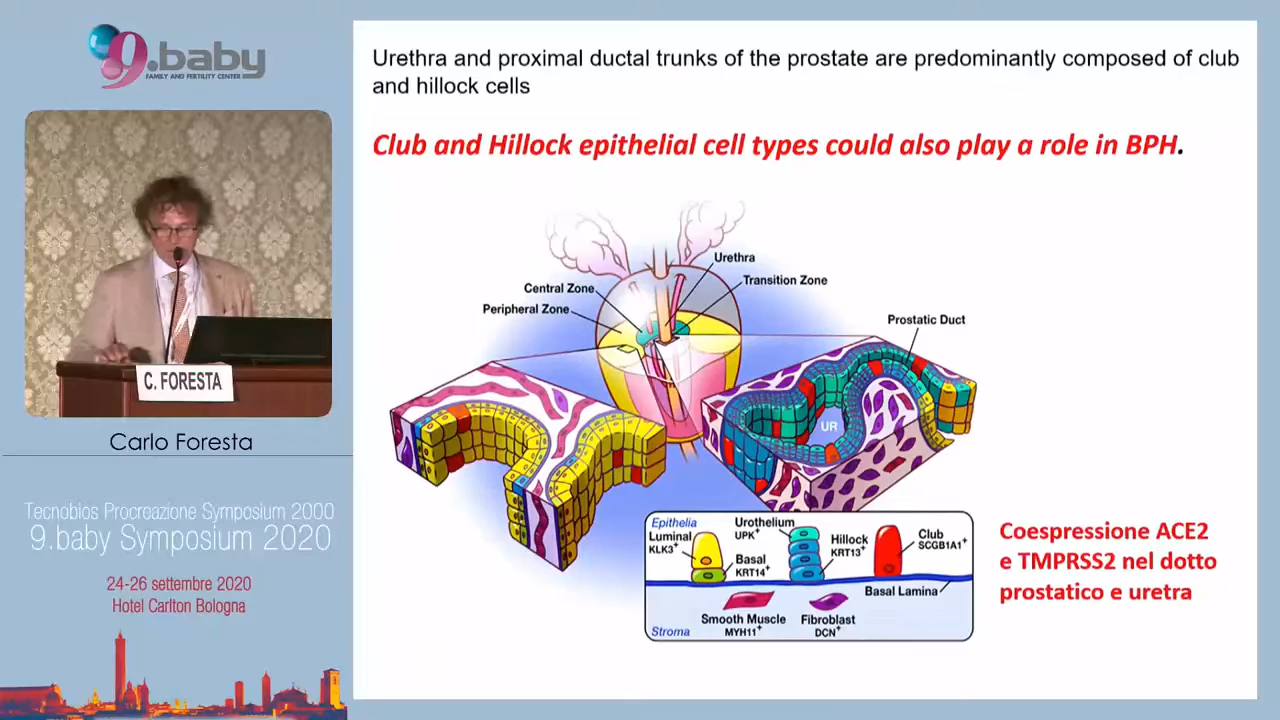 9.baby
FAMILY AND FERTILITY CENTER
C. FORESTA
Carlo Foresta
Tecnobios Procreazione Symposium 2000
9.baby Symposium 2020
24-26 settembre 2020
Hotel Carlton Bologna
Urethra and proximal ductal trunks of the prostate are predominantly composed of club
and hillock cells
Club and Hillock epithelial cell types could also play a role in BPH.
Urethra
Transition Zone
Central Zone
Peripheral Zone
Prostatic Duct
UR
Epithelia
Luminal
KLK3+
Basal
KRT14+
Urothelium
UPK+
Hillock
KRT13+
Club
SCGB1A1+
Basal Lamina
Smooth Muscle
MYH11+
Fibroblast
DCN+
Stroma
Coespressione ACE2
e TMPRSS2 nel dotto
prostatico e uretra